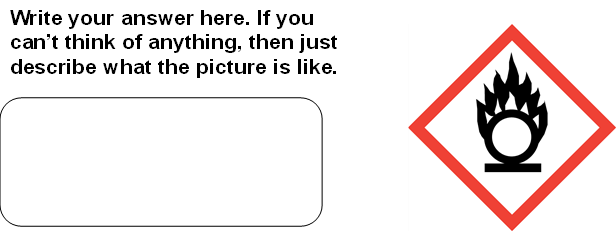 Write your answer here. If you
can't think of anything, then just
describe what the picture is like.